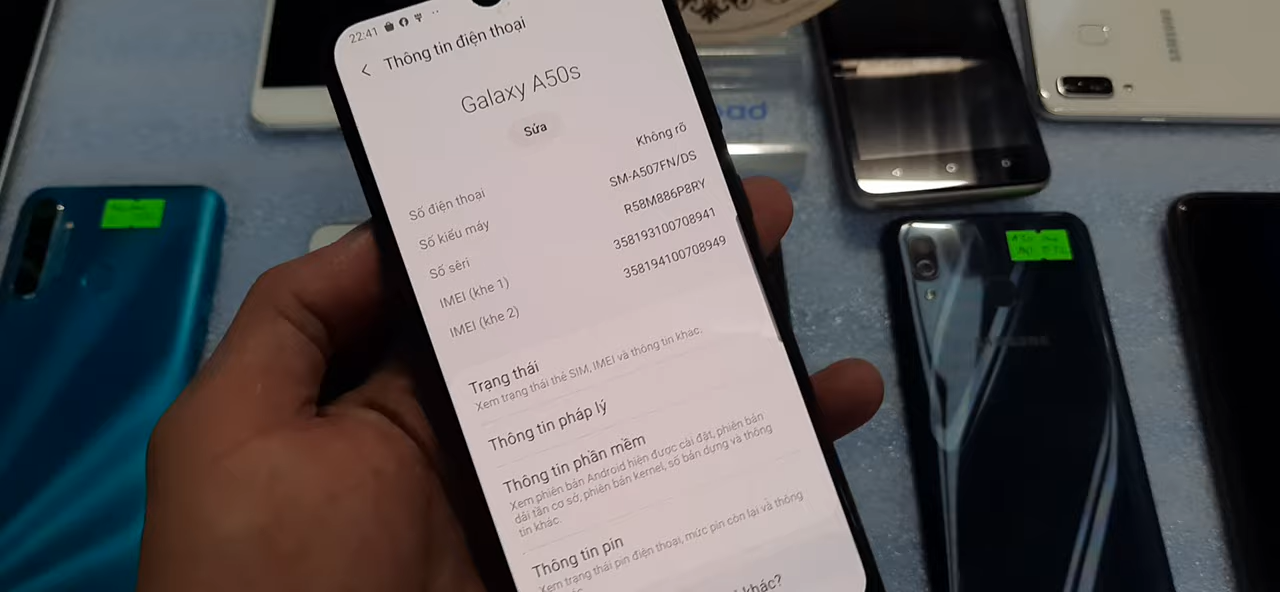 22:41
Thông tin điện thoại
Galaxy A50s
Sửa
Số điện thoại Không rõ
Số kiểu máy SM-A507FN/DS
Số sêri R58M886P8RY
IMEI (khe 1) 358193100708941
IMEI (khe 2) 358194100708949
Trạng thái
Xem trạng thái thẻ SIM, IMEI và thông tin khác.
Thông tin pháp lý
Thông tin phần mềm
Xem phiên bản Android hiện được cài đặt, phiên bản
dải tần cơ sở, phiên bản kernel, số bản dựng và thông
tin khác.
Thông tin pin
Xem trạng thái pin điện thoại, mức pin còn lại và thông
khác?
SAMSUNG
SAMSUNG